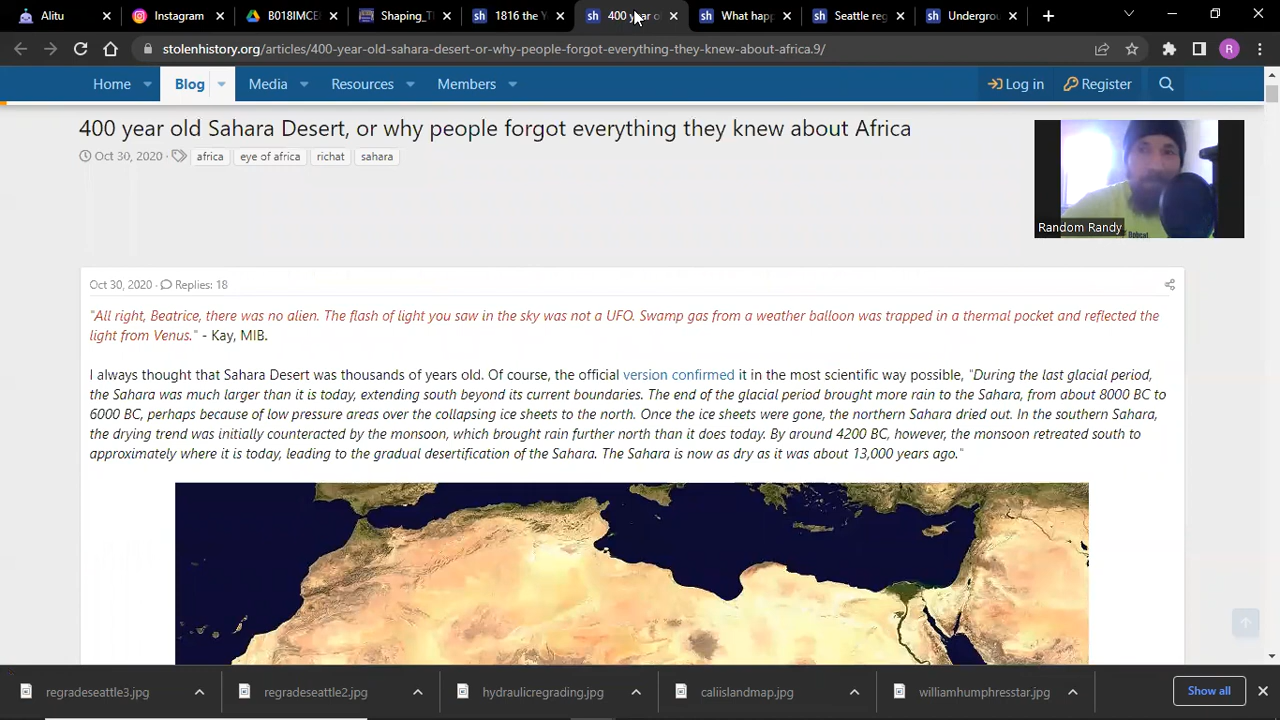 Alitu
Instagram
B018IMCE
Shaping_T
1816 the Y
400 year o
What hap
Seattle reg
Undergrou
stolenhistory.org/articles/400-year-old-sahara-desert-or-why-people-forgot-everything-they-knew-about-africa.9/
R
Home
Blog
Media
Resources
Members
Log in
Register
400 year old Sahara Desert, or why people forgot everything they knew about Africa
Oct 30, 2020
africa
eye of africa
richat
sahara
Random Randy
Oct 30, 2020 · Replies: 18
"All right, Beatrice, there was no alien. The flash of light you saw in the sky was not a UFO. Swamp gas from a weather balloon was trapped in a thermal pocket and reflected the
light from Venus." - Kay, MIB.
I always thought that Sahara Desert was thousands of years old. Of course, the official version confirmed it in the most scientific way possible, "During the last glacial period,
the Sahara was much larger than it is today, extending south beyond its current boundaries. The end of the glacial period brought more rain to the Sahara, from about 8000 BC to
6000 BC, perhaps because of low pressure areas over the collapsing ice sheets to the north. Once the ice sheets were gone, the northern Sahara dried out. In the southern Sahara,
the drying trend was initially counteracted by the monsoon, which brought rain further north than it does today. By around 4200 BC, however, the monsoon retreated south to
approximately where it is today, leading to the gradual desertification of the Sahara. The Sahara is now as dry as it was about 13,000 years ago."
regradeseattle3.jpg
regradeseattle2.jpg
hydraulicregrading.jpg
caliislandmap.jpg
williamhumphresstar.jpg
Show all